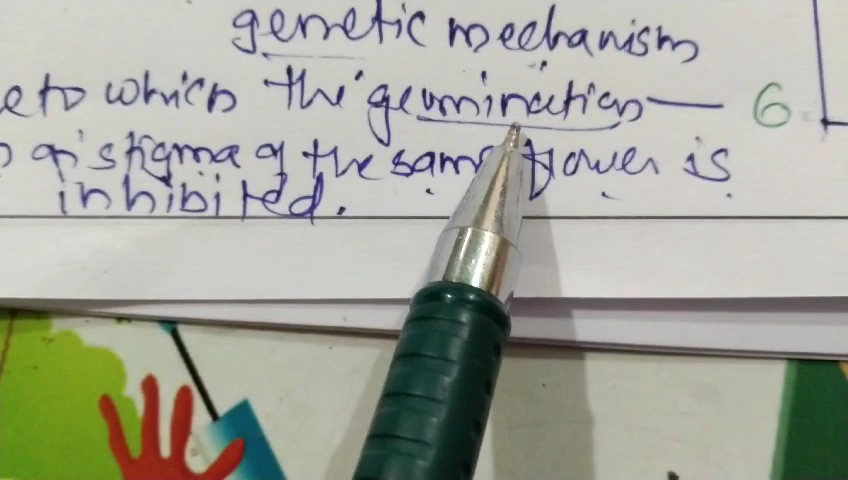 genetic mechanism
to which the germination — 6
stigma of the same flower is
inhibited.